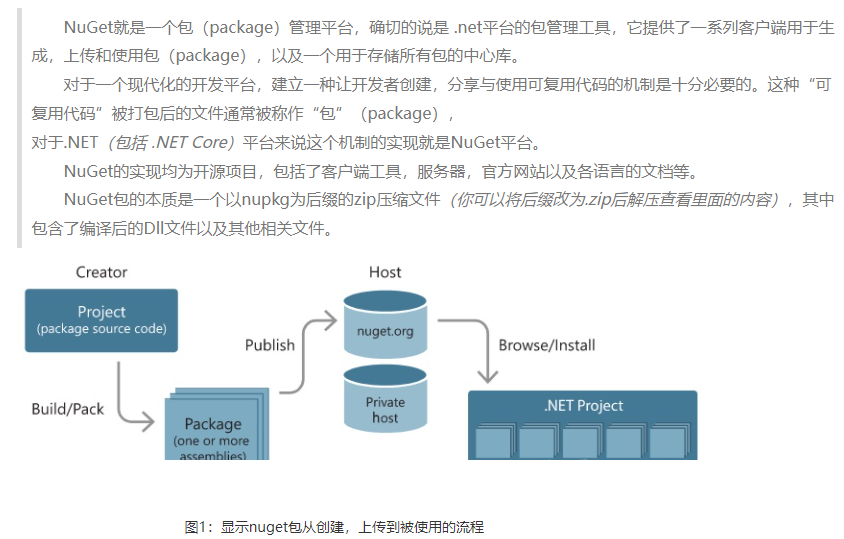 NuGet就是一个包（package）管理平台，确切的说是 .net平台的包管理工具，它提供了一系列客户端用于生
成，上传和使用包（package），以及一个用于存储所有包的中心库。
对于一个现代化的开发平台，建立一种让开发者创建，分享与使用可复用代码的机制是十分必要的。这种“可
复用代码”被打包后的文件通常被称作“包”（package），
对于.NET（包括 .NET Core）平台来说这个机制的实现就是NuGet平台。
NuGet的实现均为开源项目，包括了客户端工具，服务器，官方网站以及各语言的文档等。
NuGet包的本质是一个以nupkg为后缀的zip压缩文件（你可以将后缀改为.zip后解压查看里面的内容），其中
包含了编译后的Dll文件以及其他相关文件。
Creator
Project
(package source code)
Build/Pack
Package
(one or more
assemblies)
Publish
Host
nuget.org
Private
host
Browse/Install
.NET Project
图1：显示nuget包从创建，上传到被使用的流程